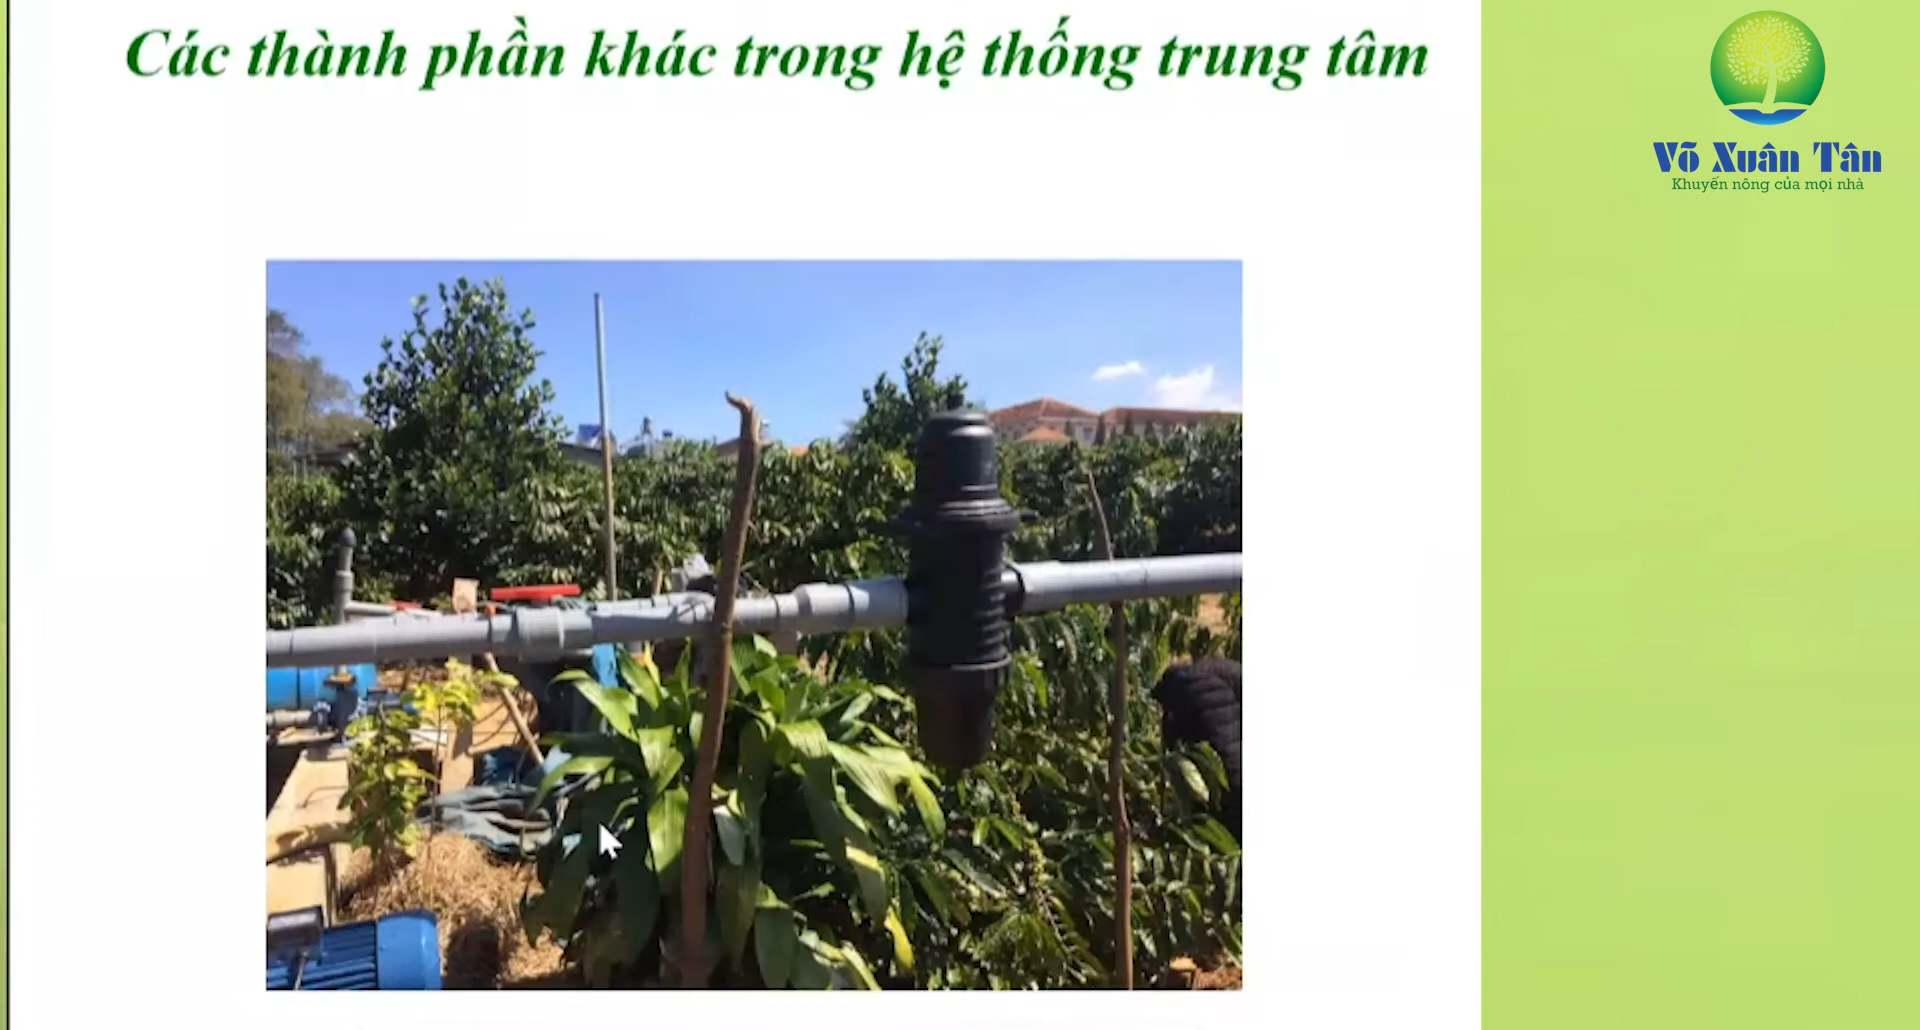 Các thành phần khác trong hệ thống trung tâm
Võ Xuân Tân
Khuyến nông của mọi nhà